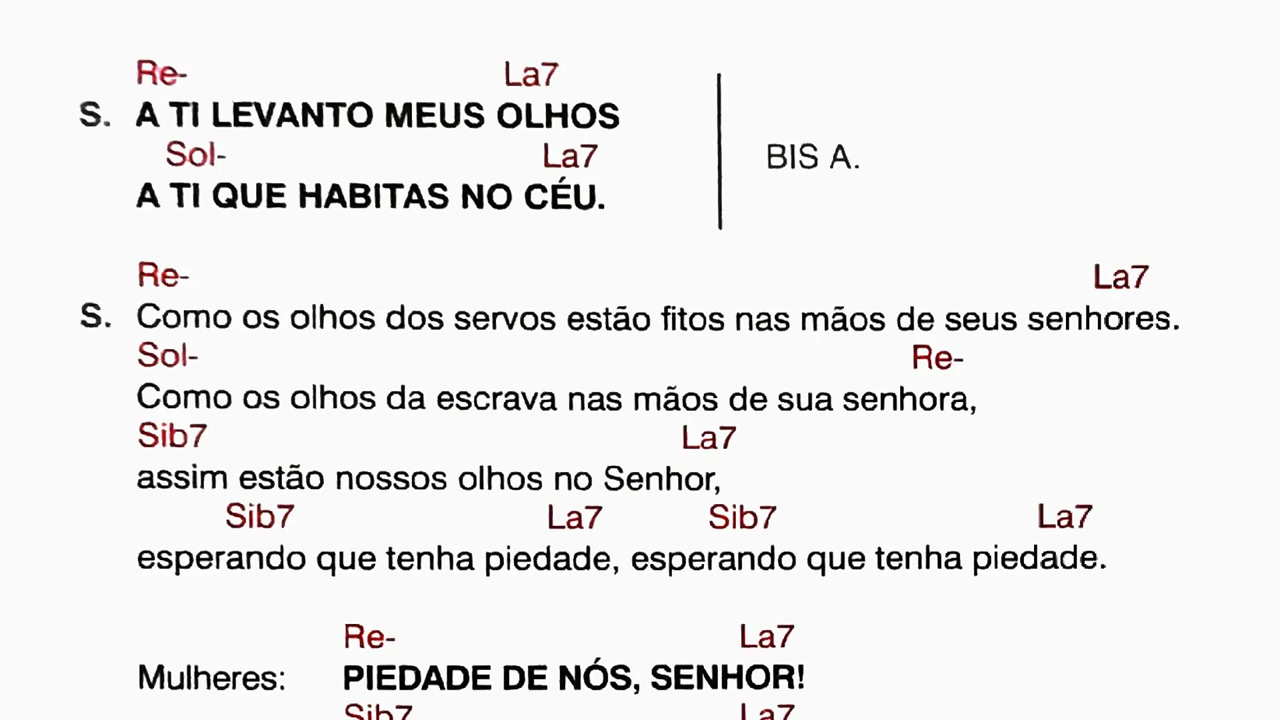 Re- La7
S. A TI LEVANTO MEUS OLHOS
Sol- La7
A TI QUE HABITAS NO CÉU.
BIS A.
Re- La7
S. Como os olhos dos servos estão fitos nas mãos de seus senhores.
Sol- Re-
Como os olhos da escrava nas mãos de sua senhora,
Sib7 La7
assim estão nossos olhos no Senhor,
Sib7 La7 Sib7 La7
esperando que tenha piedade, esperando que tenha piedade.
Re- La7
Mulheres: PIEDADE DE NÓS, SENHOR!
Sib7 La7